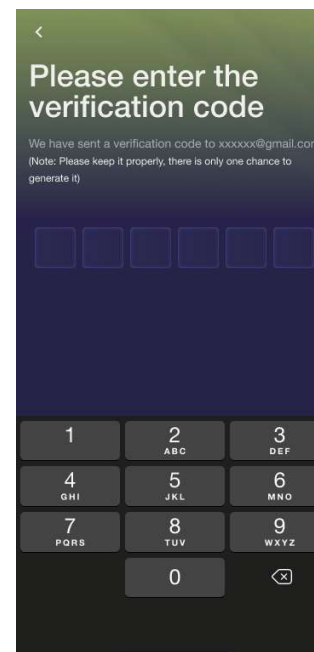 Please enter the
verification code
We have sent a verification code to xxxxxx@gmail.com
(Note: Please keep it properly, there is only one chance to
generate it)
1
2
ABC
3
DEF
4
GHI
5
JKL
6
MNO
7
PQRS
8
TUV
9
WXYZ
0